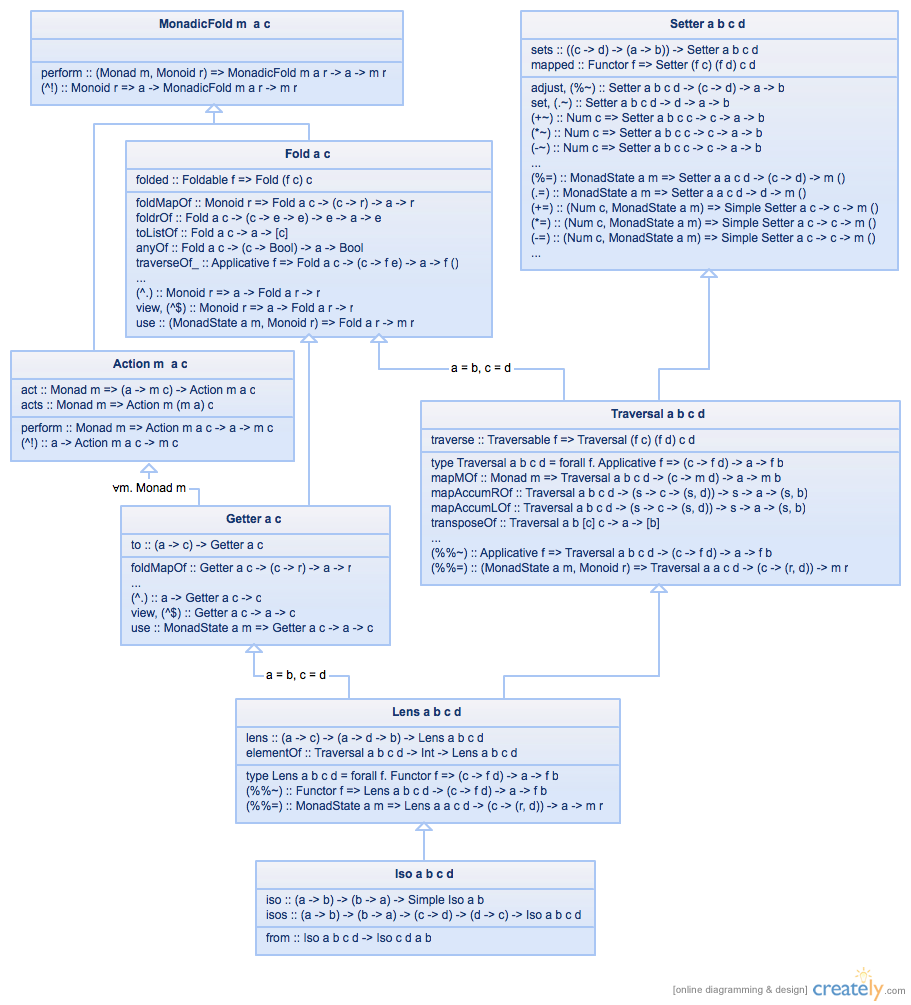 MonadicFold m a c
perform :: (Monad m, Monoid r) => MonadicFold m a r -> a -> m r
(^!) :: Monoid r => a -> MonadicFold m a r -> m r
Setter a b c d
sets :: ((c -> d) -> (a -> b)) -> Setter a b c d
mapped :: Functor f => Setter (f c) (f d) c d
adjust, (%~) :: Setter a b c d -> (c -> d) -> a -> b
set, (.~) :: Setter a b c d -> d -> a -> b
(+~) :: Num c => Setter a b c c -> c -> a -> b
(*~) :: Num c => Setter a b c c -> c -> a -> b
(-~) :: Num c => Setter a b c c -> c -> a -> b
...
(%=) :: MonadState a m => Setter a a c d -> (c -> d) -> m ()
(.=) :: MonadState a m => Setter a a c d -> d -> m ()
(+=) :: (Num c, MonadState a m) => Simple Setter a c -> c -> m ()
(*=) :: (Num c, MonadState a m) => Simple Setter a c -> c -> m ()
(-=) :: (Num c, MonadState a m) => Simple Setter a c -> c -> m ()
...
Fold a c
folded :: Foldable f => Fold (f c) c
foldMapOf :: Monoid r => Fold a c -> (c -> r) -> a -> r
foldrOf :: Fold a c -> (c -> e -> e) -> e -> a -> e
toListOf :: Fold a c -> a -> [c]
anyOf :: Fold a c -> (c -> Bool) -> a -> Bool
traverseOf_ :: Applicative f => Fold a c -> (c -> f e) -> a -> f ()
...
(^.) :: Monoid r => a -> Fold a r -> r
view, (^$) :: Monoid r => a -> Fold a r -> r
use :: (MonadState a m, Monoid r) => Fold a r -> m r
Action m a c
act :: Monad m => (a -> m c) -> Action m a c
acts :: Monad m => Action m (m a) c
perform :: Monad m => Action m a c -> a -> m c
(^!) :: a -> Action m a c -> m c
a = b, c = d
Traversal a b c d
traverse :: Traversable f => Traversal (f c) (f d) c d
type Traversal a b c d = forall f. Applicative f => (c -> f d) -> a -> f b
mapMOf :: Monad m => Traversal a b c d -> (c -> m d) -> a -> m b
mapAccumROf :: Traversal a b c d -> (s -> c -> (s, d)) -> s -> a -> (s, b)
mapAccumLOf :: Traversal a b c d -> (s -> c -> (s, d)) -> s -> a -> (s, b)
transposeOf :: Traversal a b [c] c -> a -> [b]
...
(%%~) :: Applicative f => Traversal a b c d -> (c -> f d) -> a -> f b
(%%=) :: (MonadState a m, Monoid r) => Traversal a a c d -> (c -> (r, d)) -> m r
∀m. Monad m
Getter a c
to :: (a -> c) -> Getter a c
foldMapOf :: Getter a c -> (c -> r) -> a -> r
...
(^.) :: a -> Getter a c -> c
view, (^$) :: Getter a c -> a -> c
use :: MonadState a m => Getter a c -> a -> c
a = b, c = d
Lens a b c d
lens :: (a -> c) -> (a -> d -> b) -> Lens a b c d
elementOf :: Traversal a b c d -> Int -> Lens a b c d
type Lens a b c d = forall f. Functor f => (c -> f d) -> a -> f b
(%%~) :: Functor f => Lens a b c d -> (c -> f d) -> a -> f b
(%%=) :: MonadState a m => Lens a a c d -> (c -> (r, d)) -> a -> m r
Iso a b c d
iso :: (a -> b) -> (b -> a) -> Simple Iso a b
isos :: (a -> b) -> (b -> a) -> (c -> d) -> (d -> c) -> Iso a b c d
from :: Iso a b c d -> Iso c d a b
[online diagramming & design] creately.com